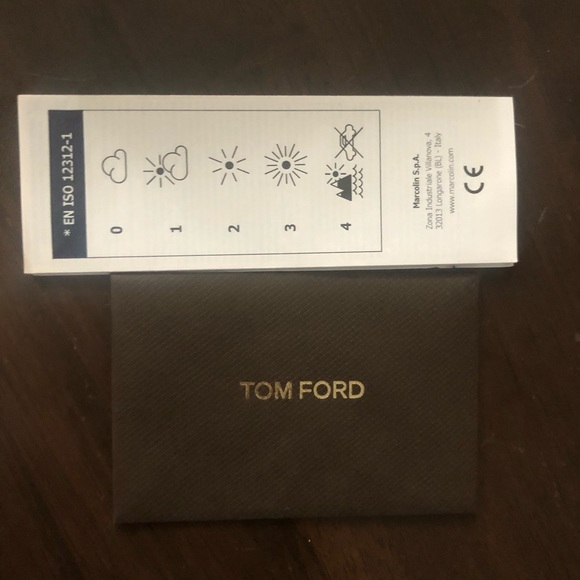 * EN ISO 12312-1
0
1
2
3
4
Marcolin S.p.A.
Zona Industriale Villanova, 4
32013 Longarone (BL) - Italy
www.marcolin.com
CE
TOM FORD